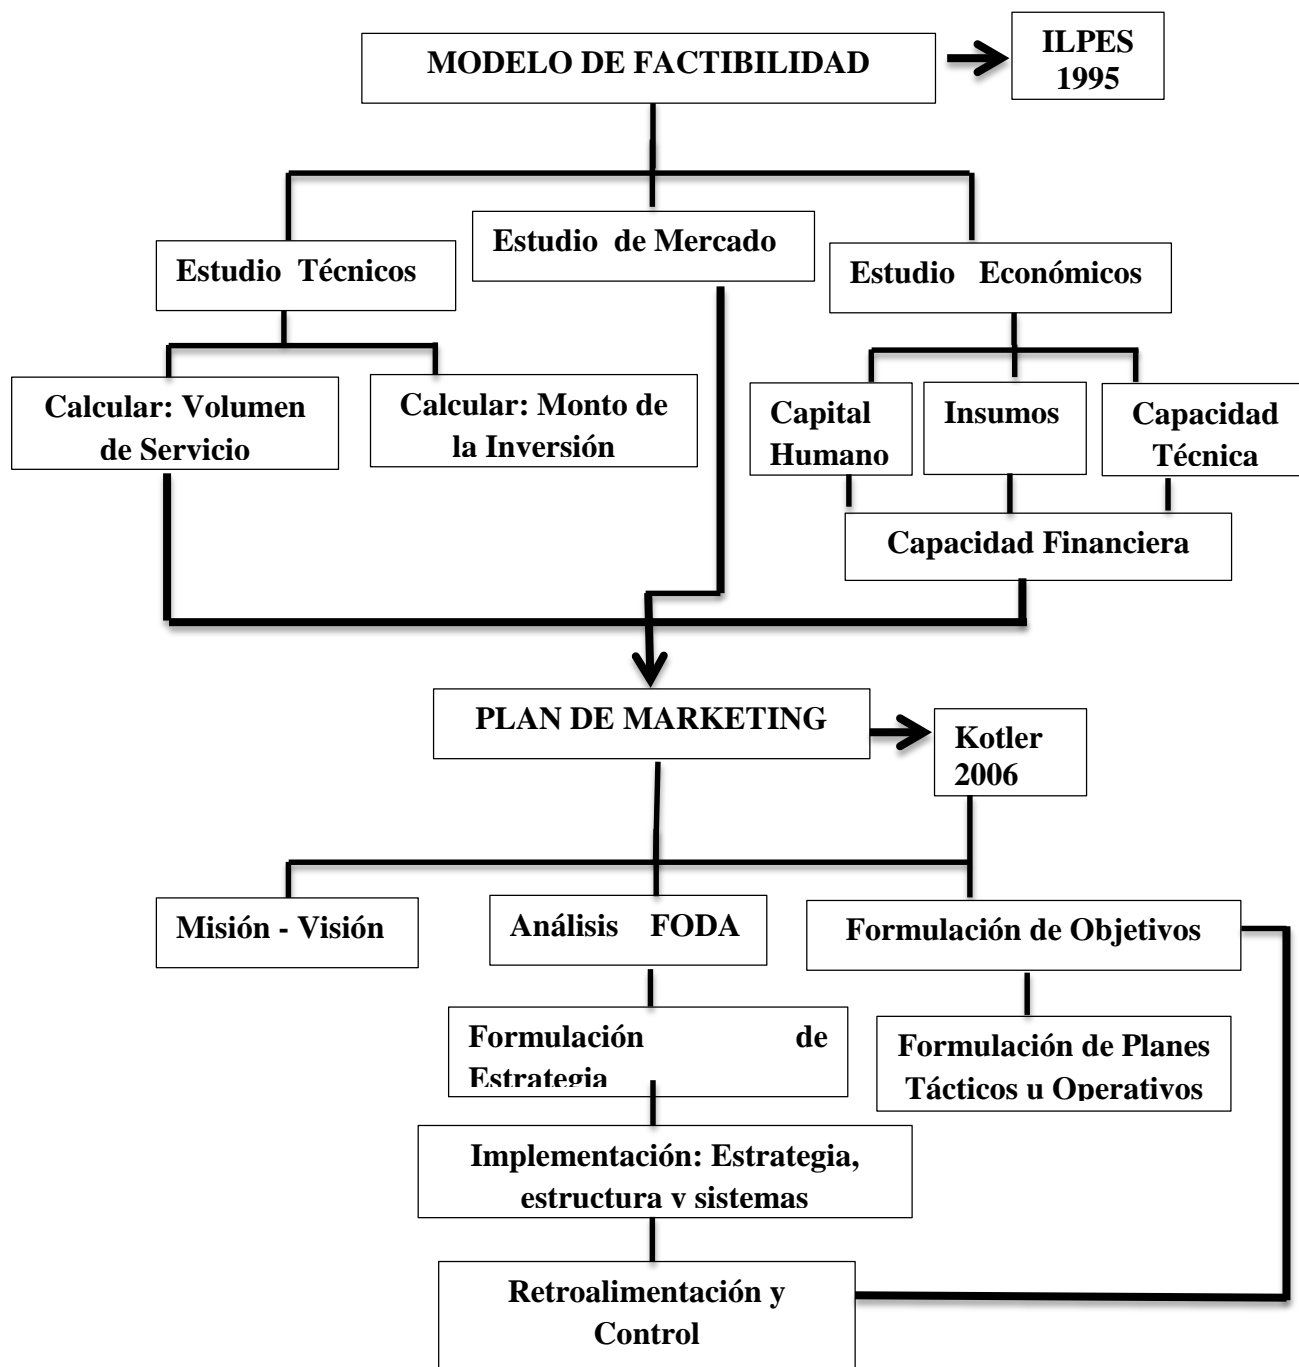 MODELO DE FACTIBILIDAD
ILPES
1995
Estudio de Mercado
Estudio Técnicos
Estudio Económicos
Calcular: Volumen
de Servicio
Calcular: Monto de
la Inversión
Capital
Humano
Insumos
Capacidad
Técnica
Capacidad Financiera
PLAN DE MARKETING
Kotler
2006
Misión - Visión
Análisis FODA
Formulación de Objetivos
Formulación de
Estrategia
Formulación de Planes
Tácticos u Operativos
Implementación: Estrategia,
estructura y sistemas
Retroalimentación y
Control